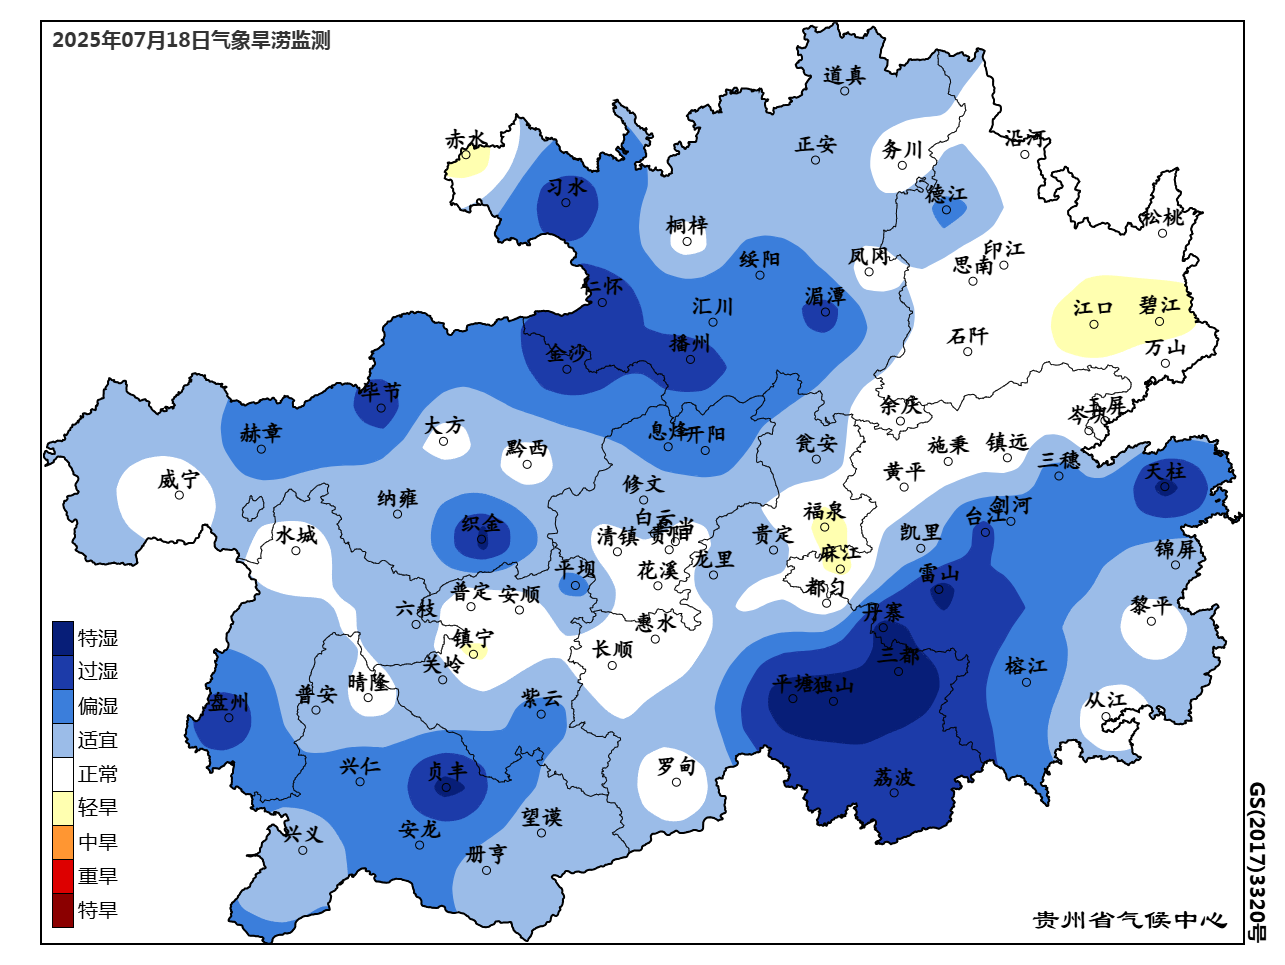 2025年07月18日气象旱涝监测
道真
赤水
正安
务川
沿河
习水
德江
桐梓
松桃
绥阳
凤冈
印江
思南
仁怀
汇川
湄潭
江口
碧江
播州
金沙
石阡
万山
毕节
余庆
玉屏
岑巩
大方
赫章
息烽
开阳
瓮安
黔西
施秉
镇远
三穗
威宁
黄平
天柱
纳雍
修文
织金
白云
乌当
福泉
剑河
台江
水城
清镇
贵阳
贵定
凯里
锦屏
麻江
平坝
花溪
龙里
雷山
普定
安顺
都匀
六枝
黎平
丹寨
惠水
镇宁
长顺
三都
关岭
榕江
晴隆
普安
平塘
独山
盘州
紫云
从江
兴仁
贞丰
罗甸
荔波
兴义
安龙
望谟
册亨
特湿
过湿
偏湿
适宜
正常
轻旱
中旱
重旱
特旱
贵州省气候中心
GS(2017)3320号